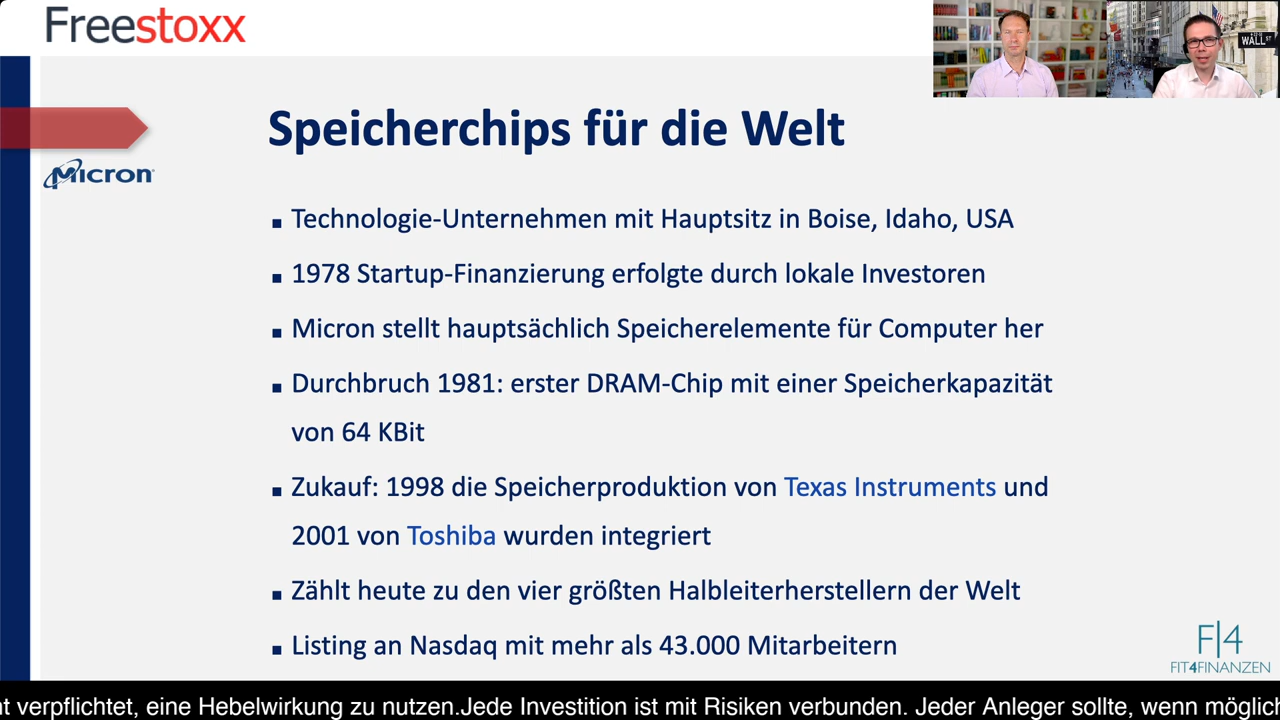 Freestoxx
WALL ST
Speicherchips für die Welt
Micron
Technologie-Unternehmen mit Hauptsitz in Boise, Idaho, USA
1978 Startup-Finanzierung erfolgte durch lokale Investoren
Micron stellt hauptsächlich Speicherelemente für Computer her
Durchbruch 1981: erster DRAM-Chip mit einer Speicherkapazität
von 64 KBit
Zukauf: 1998 die Speicherproduktion von Texas Instruments und
2001 von Toshiba wurden integriert
Zählt heute zu den vier größten Halbleiterherstellern der Welt
Listing an Nasdaq mit mehr als 43.000 Mitarbeitern
F|4
FIT4FINANZEN
verpflichtet, eine Hebelwirkung zu nutzen.Jede Investition ist mit Risiken verbunden. Jeder Anleger sollte, wenn